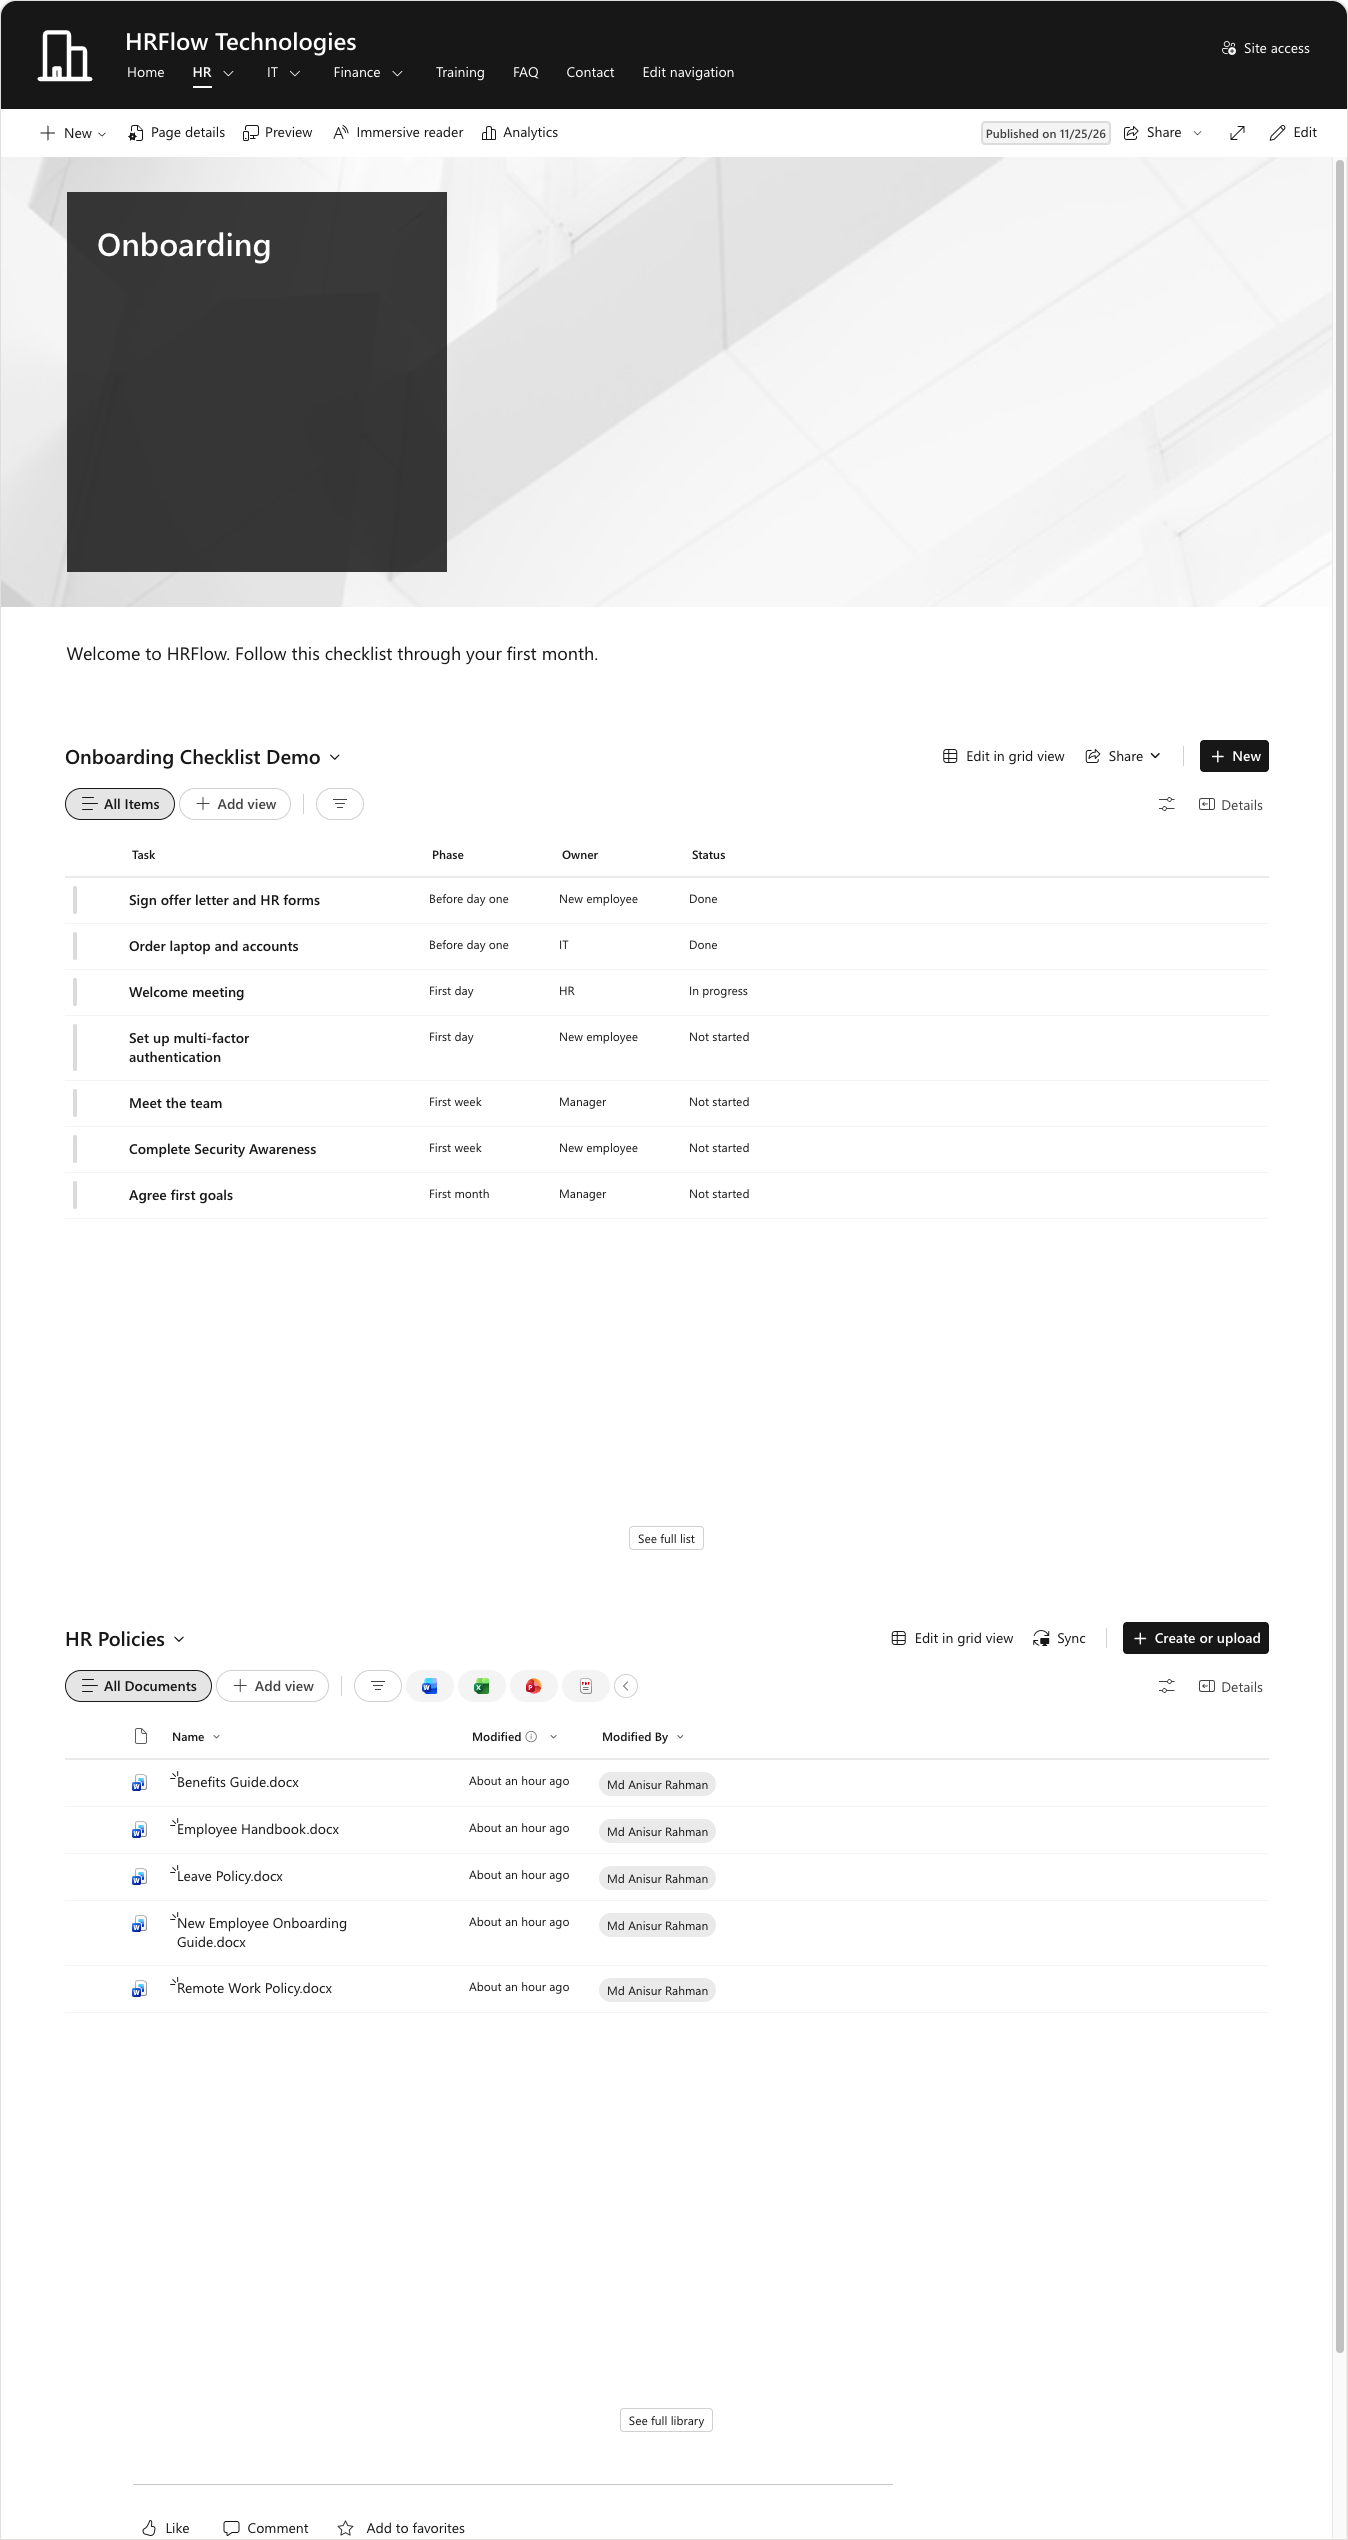 HRFlow Technologies
Site access
Home HR IT Finance Training FAQ Contact Edit navigation
New Page details Preview Immersive reader Analytics Published on 11/25/26 Share Edit
Onboarding
Welcome to HRFlow. Follow this checklist through your first month.
Onboarding Checklist Demo Edit in grid view Share New
All Items Add view Details
Task Phase Owner Status
Sign offer letter and HR forms Before day one New employee Done
Order laptop and accounts Before day one IT Done
Welcome meeting First day HR In progress
Set up multi-factor First day New employee Not started
authentication
Meet the team First week Manager Not started
Complete Security Awareness First week New employee Not started
Agree first goals First month Manager Not started
See full list
HR Policies Edit in grid view Sync Create or upload
All Documents Add view Details
Name Modified Modified By
Benefits Guide.docx About an hour ago Md Anisur Rahman
Employee Handbook.docx About an hour ago Md Anisur Rahman
Leave Policy.docx About an hour ago Md Anisur Rahman
New Employee Onboarding About an hour ago Md Anisur Rahman
Guide.docx
Remote Work Policy.docx About an hour ago Md Anisur Rahman
See full library
Like Comment Add to favorites